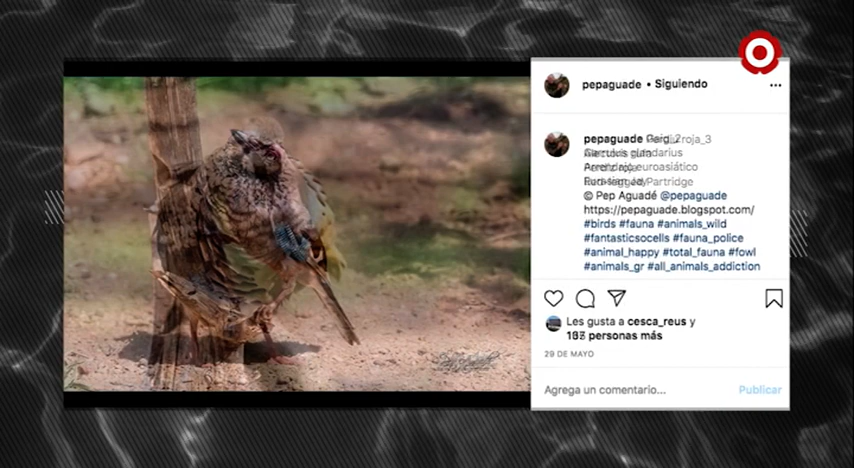 pepaguade • Siguiendo
pepaguade
© Pep Aguadé @pepaguade
https://pepaguade.blogspot.com/
#birds #fauna #animals_wild
#fantasticsocells #fauna_police
#animal_happy #total_fauna #fowl
#animals_gr #all_animals_addiction
Les gusta a cesca_reus y
personas más
29 DE MAYO
Agrega un comentario... Publicar